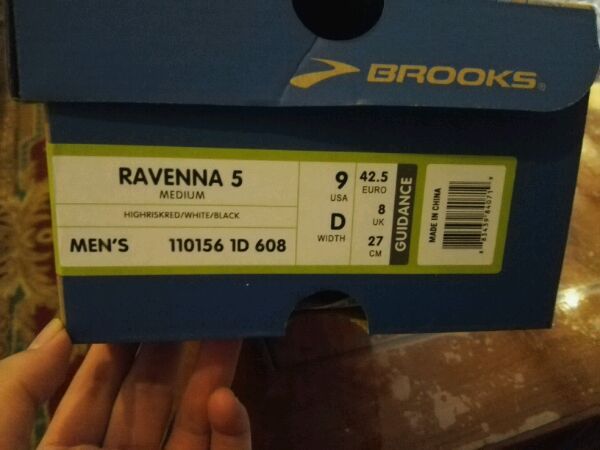 BROOKS
RAVENNA 5
MEDIUM
HIGHRISKRED/WHITE/BLACK
MEN'S 110156 1D 608
9
USA
D
WIDTH
42.5
EURO
8
UK
27
CM
GUIDANCE
MADE IN CHINA